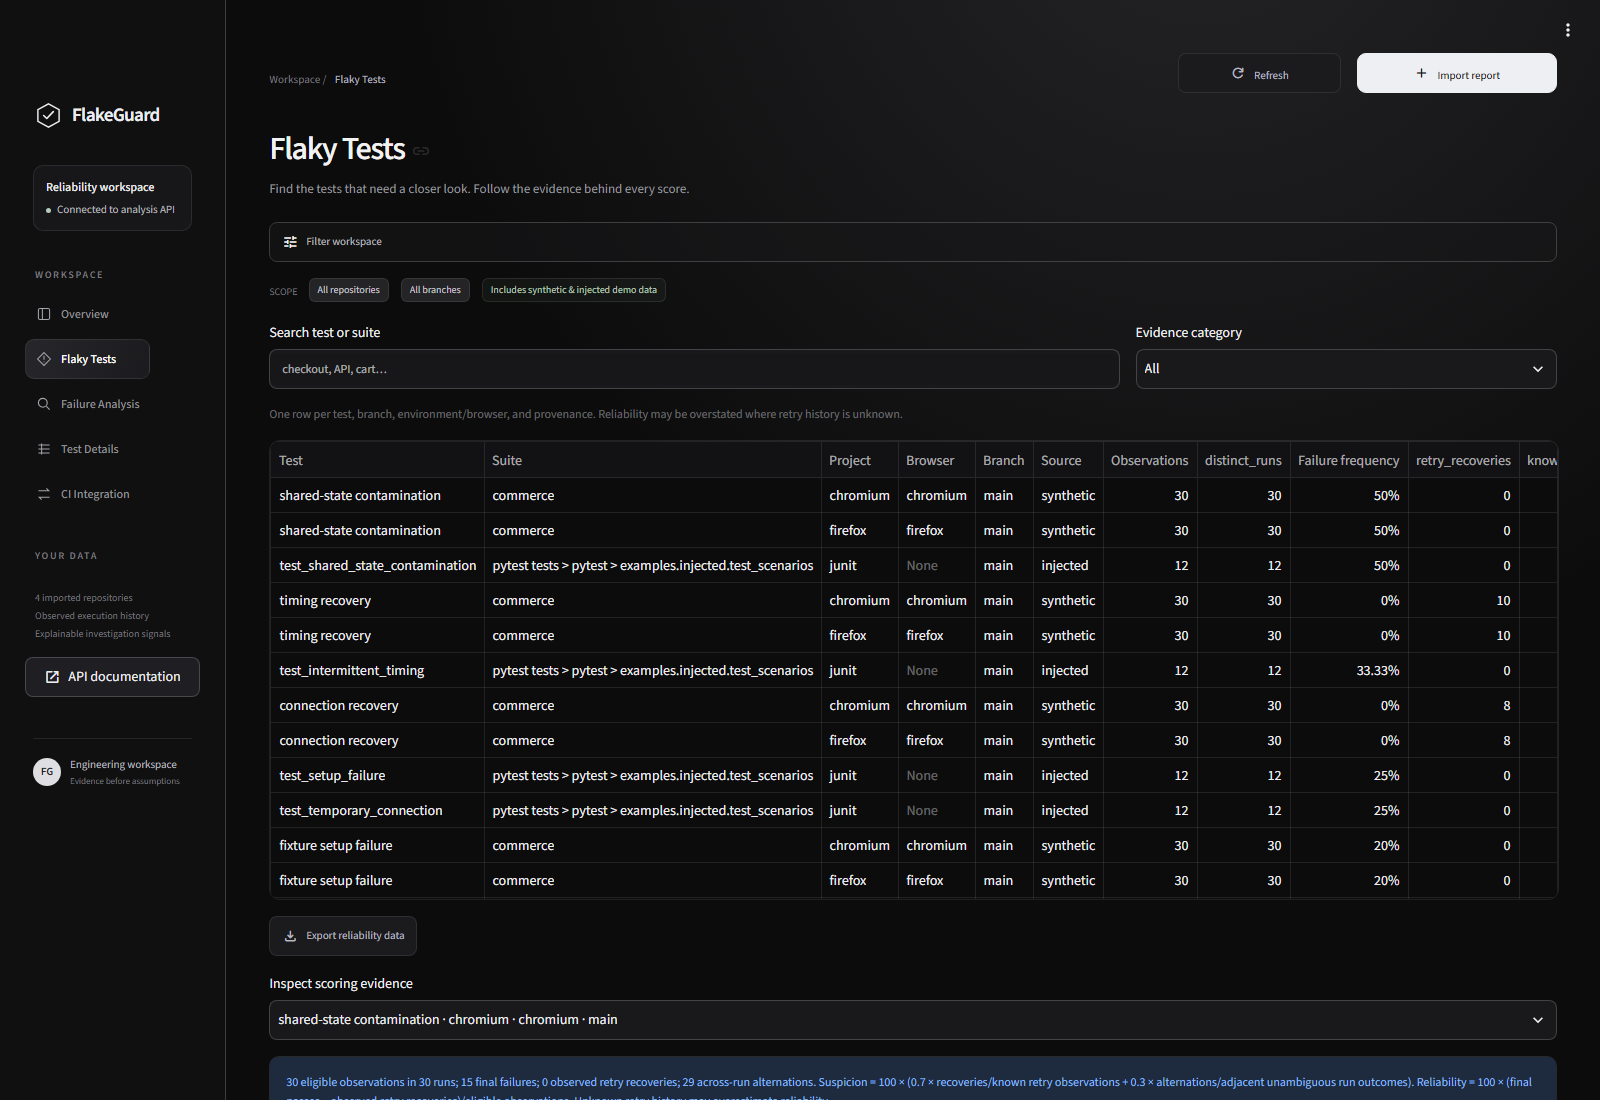 FlakeGuard
Reliability workspace
Connected to analysis API
WORKSPACE
Overview
Flaky Tests
Failure Analysis
Test Details
CI Integration
YOUR DATA
4 imported repositories
Observed execution history
Explainable investigation signals
API documentation
FG
Engineering workspace
Evidence before assumptions
Workspace / Flaky Tests
Refresh
Import report
Flaky Tests
Find the tests that need a closer look. Follow the evidence behind every score.
Filter workspace
SCOPE All repositories All branches Includes synthetic & injected demo data
Search test or suite
checkout, API, cart...
Evidence category
All
One row per test, branch, environment/browser, and provenance. Reliability may be overstated where retry history is unknown.
Test Suite Project Browser Branch Source Observations distinct_runs Failure frequency retry_recoveries know
shared-state contamination commerce chromium chromium main synthetic 30 30 50% 0
shared-state contamination commerce firefox firefox main synthetic 30 30 50% 0
test_shared_state_contamination pytest tests > pytest > examples.injected.test_scenarios junit None main injected 12 12 50% 0
timing recovery commerce chromium chromium main synthetic 30 30 0% 10
timing recovery commerce firefox firefox main synthetic 30 30 0% 10
test_intermittent_timing pytest tests > pytest > examples.injected.test_scenarios junit None main injected 12 12 33.33% 0
connection recovery commerce chromium chromium main synthetic 30 30 0% 8
connection recovery commerce firefox firefox main synthetic 30 30 0% 8
test_setup_failure pytest tests > pytest > examples.injected.test_scenarios junit None main injected 12 12 25% 0
test_temporary_connection pytest tests > pytest > examples.injected.test_scenarios junit None main injected 12 12 25% 0
fixture setup failure commerce chromium chromium main synthetic 30 30 20% 0
fixture setup failure commerce firefox firefox main synthetic 30 30 20% 0
Export reliability data
Inspect scoring evidence
shared-state contamination · chromium · chromium · main
30 eligible observations in 30 runs; 15 final failures; 0 observed retry recoveries; 29 across-run alternations. Suspicion = 100 × (0.7 × recoveries/known retry observations + 0.3 × alternations/adjacent unambiguous run outcomes). Reliability = 100 × (final